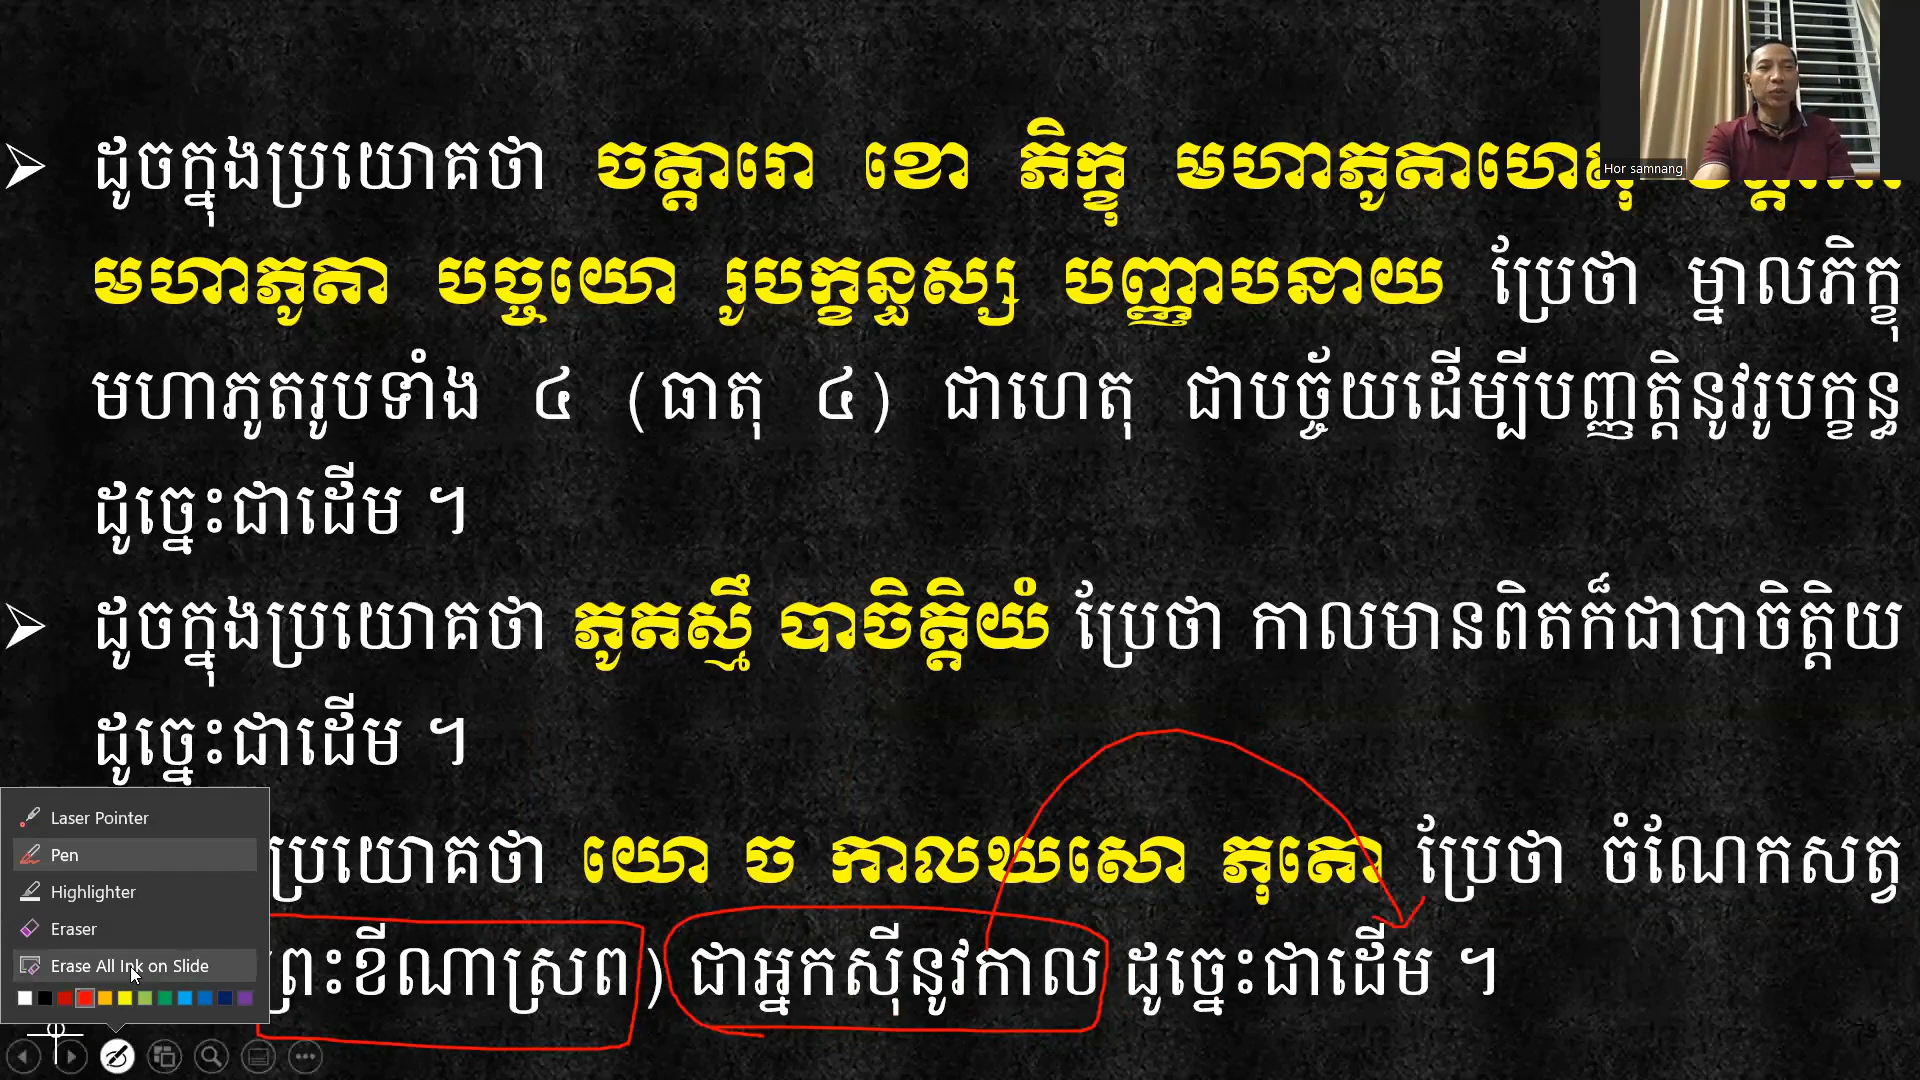 ដូចក្នុងប្រយោគថា ចត្តារោ ខោ ភិក្ខុ មហាភូតាហេតុ
Hor samnang
មហាភូតា បច្ចយោ រូបក្ខន្ធស្ស បញ្ញាបនាយ ប្រែថា ម្នាលភិក្ខុ
មហាភូតរូបទាំង ៤ (ធាតុ ៤) ជាហេតុ ជាបច្ច័យដើម្បីបញ្ញត្តិនូវរូបក្ខន្ធ
ដូច្នេះជាដើម ។
ដូចក្នុងប្រយោគថា ភូតស្មឹ បាចិត្តិយំ ប្រែថា កាលមានពិតក៏ជាបាចិត្តិយ
ដូច្នេះជាដើម ។
ប្រយោគថា យោ ច កាលឃសោ ភុតោ ប្រែថា ចំណែកសត្វ
ព្រះខីណាស្រព) ជាអ្នកស៊ីនូវកាល ដូច្នេះជាដើម ។
Laser Pointer
Pen
Highlighter
Eraser
Erase All Ink on Slide